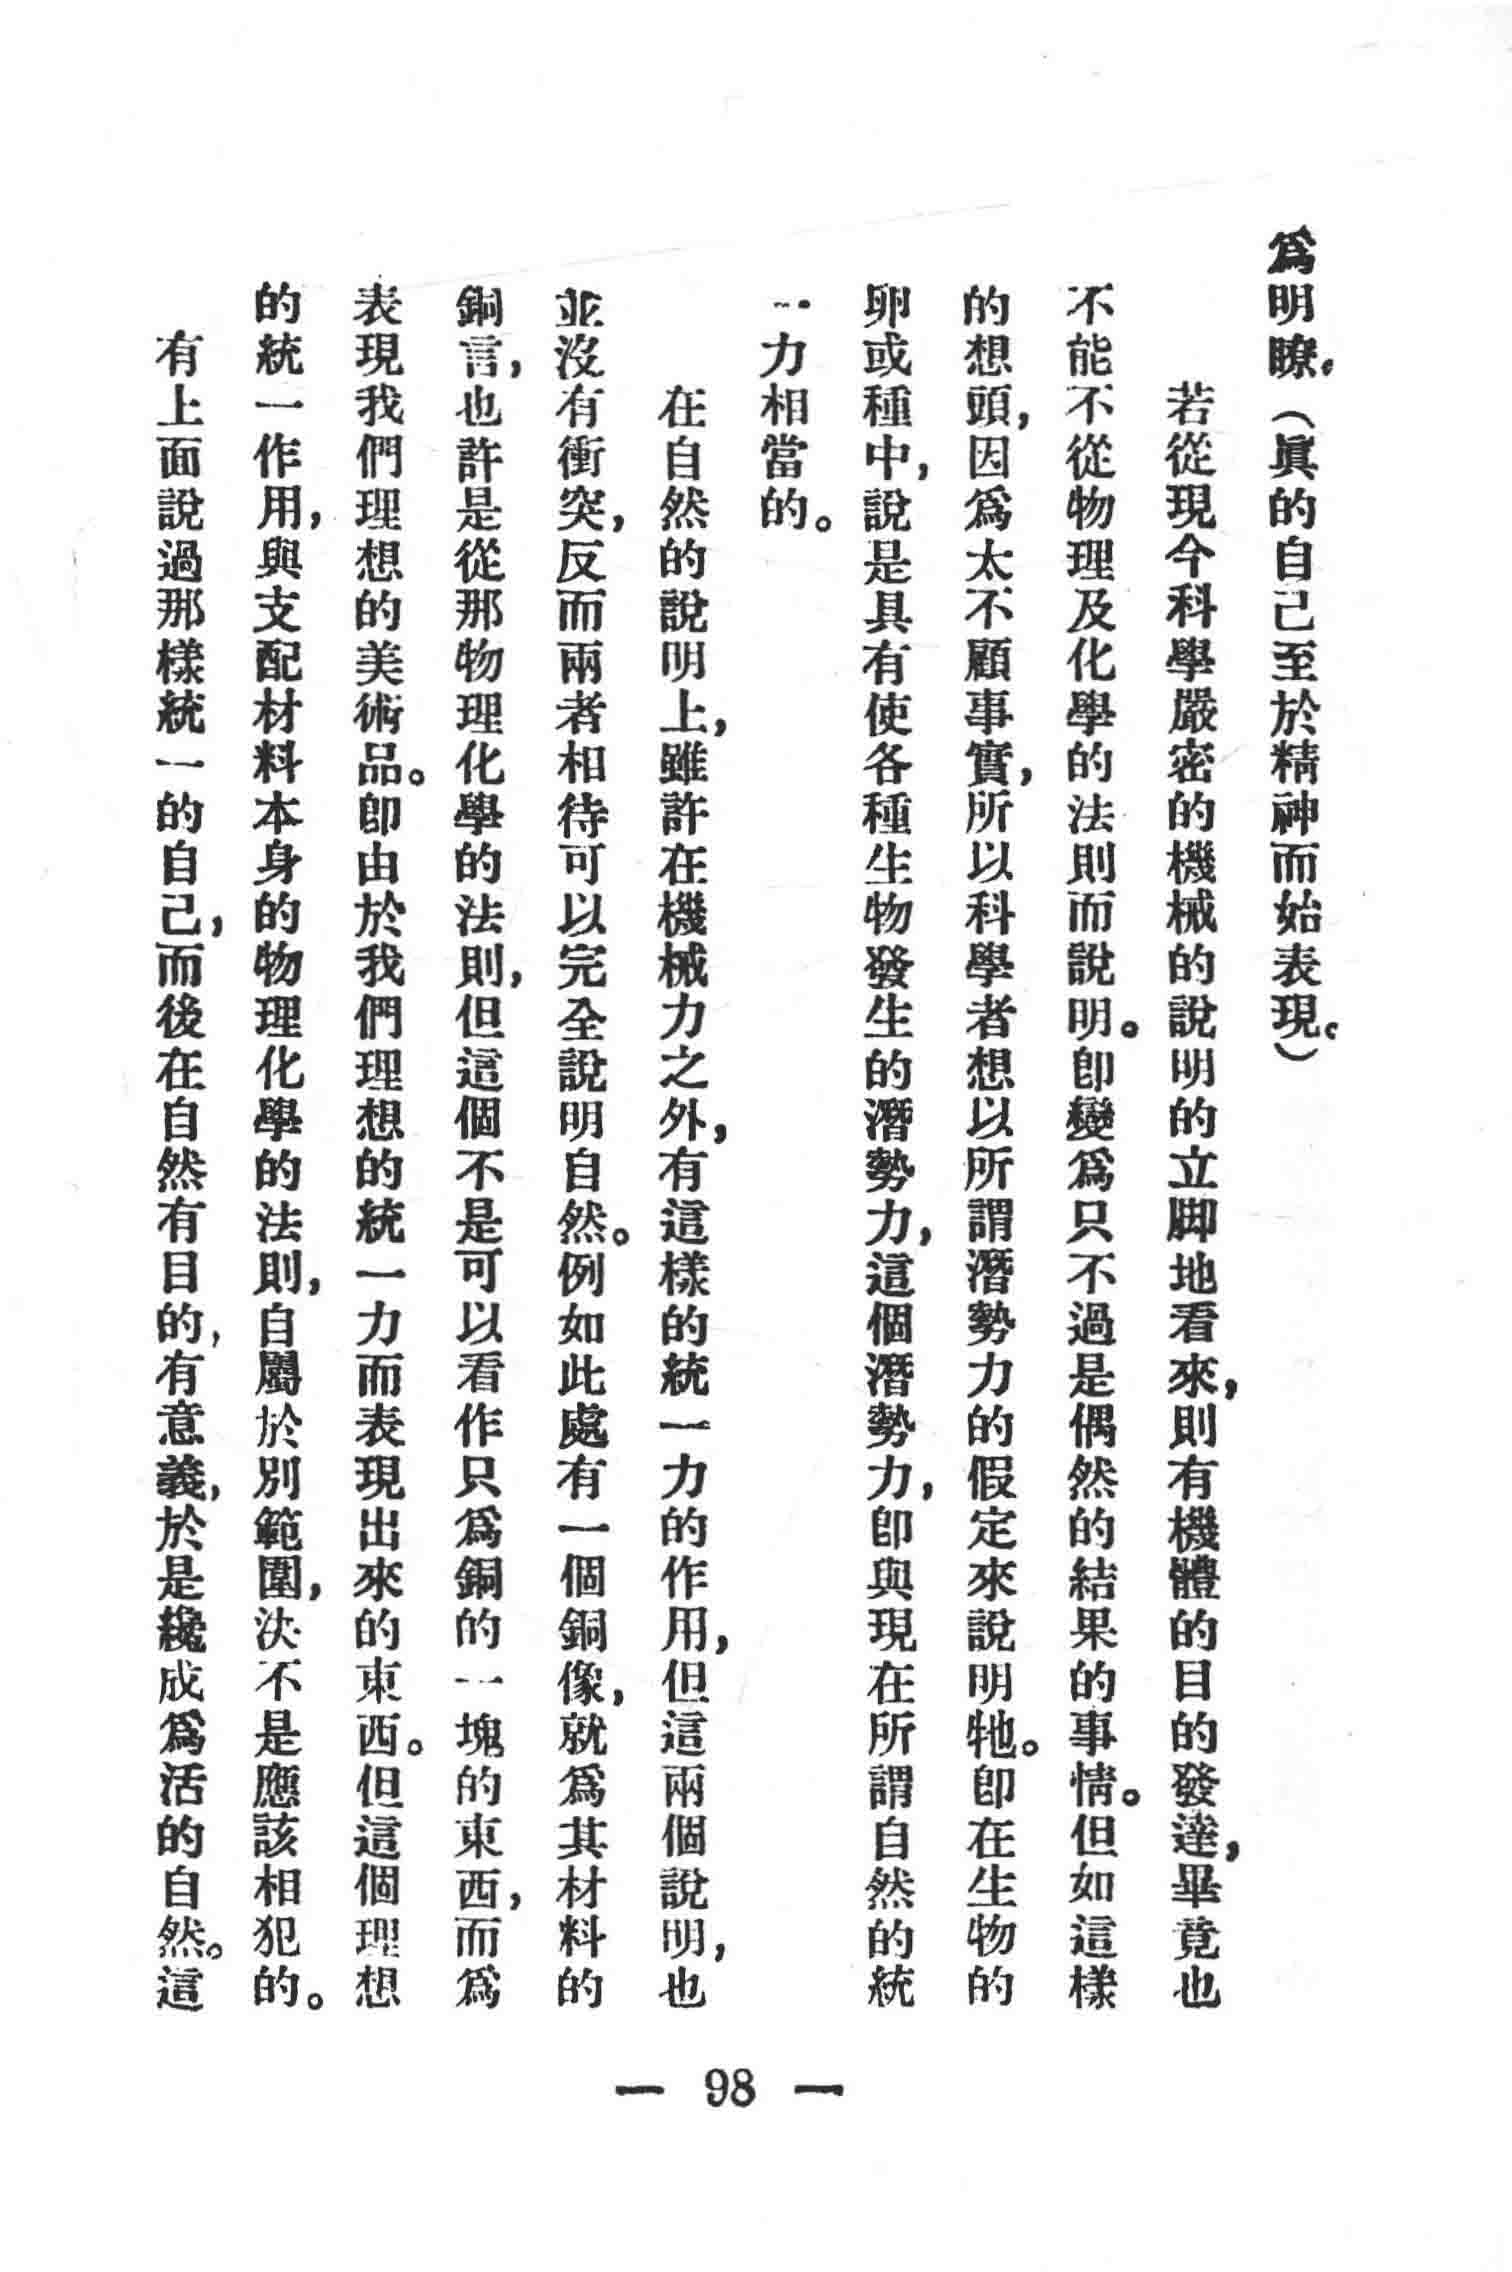 爲明瞭。（眞的自己至於精神而始表現。）
若從現今科學嚴密的機械的說明的立脚地看來，則有機體的目的發達，畢竟也
不能不從物理及化學的法則而說明。卽變爲只不過是偶然的結果的事情。但如這樣
的想頭，因爲太不顧事實，所以科學者想以所謂潛勢力的假定來說明牠。卽在生物的
卵或種中，說是具有使各種生物發生的潛勢力，這個潛勢力，卽與現在所謂自然的統
一力相當的。
在自然的說明上，雖許在機械力之外，有這樣的統一力的作用，但這兩個說明，也
並沒有衝突，反而兩者相待可以完全說明自然。例如此處有一個銅像，就爲其材料的
銅言，也許是從那物理化學的法則，但這個不是可以看作只爲銅的一塊的東西，而爲
表現我們理想的美術品。卽由於我們理想的統一力而表現出來的東西。但這個理想
的統一作用，與支配材料本身的物理化學的法則，自屬於別範圍，決不是應該相犯的。
有上面說過那樣統一的自己，而後在自然有目的，有意義，於是纔成爲活的自然。這
— 98 —